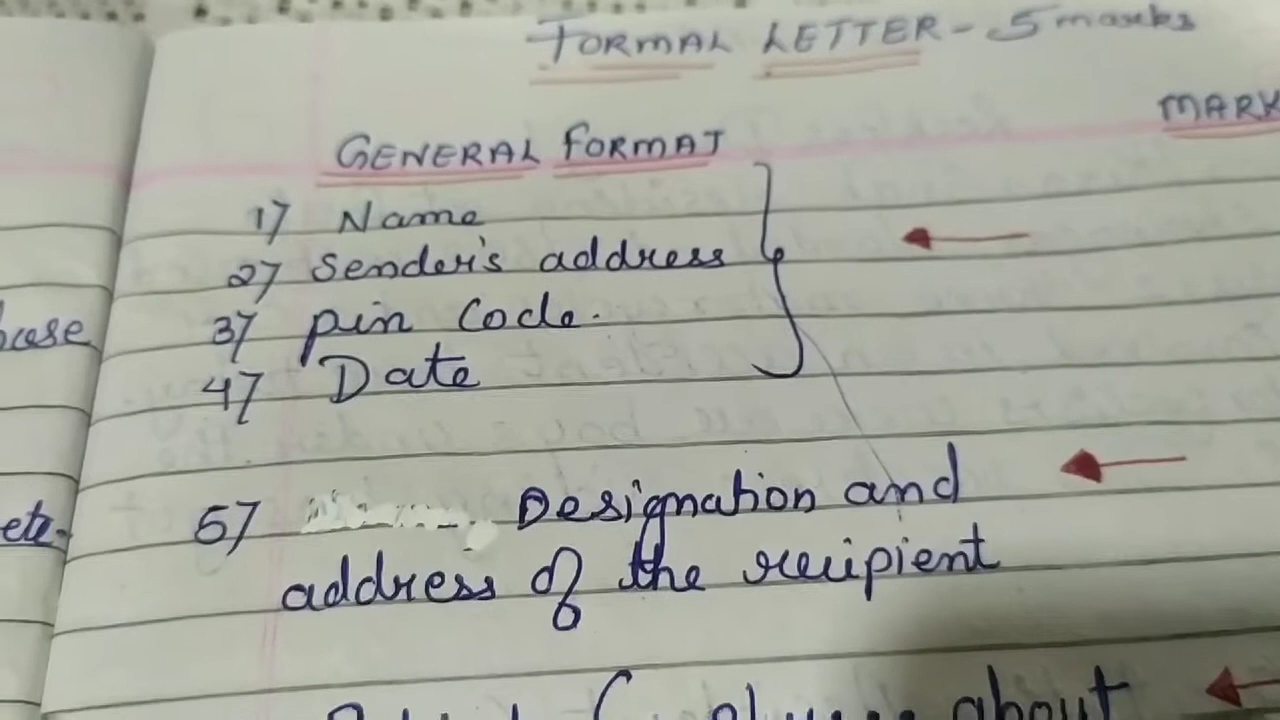 FORMAL LETTER - 5 marks
MARK
GENERAL FORMAT
1) Name
2) Sender's address
3) pin Code.
4) Date
5) Designation and
address of the recipient
about